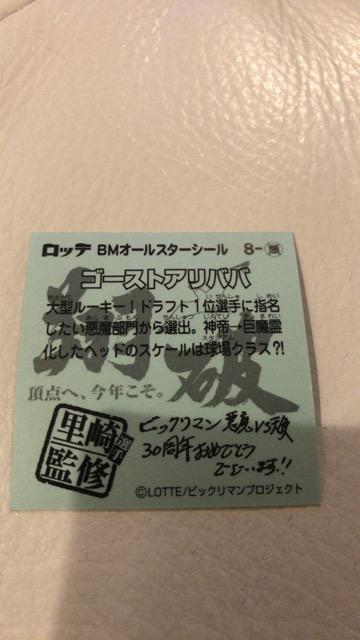 ロッテ BMオールスターシール 8-悪
ゴーストアリババ
大型ルーキー！ドラフト1位選手に指名
したい悪魔部門から選出。神帝→巨魔霊
化したヘッドのスケールは球場クラス?!
頂点へ、今年こそ。
里崎選手
監修
ビックリマン 悪魔VS天使
30周年おめでとう
ございます!!
©LOTTE/ビックリマンプロジェクト